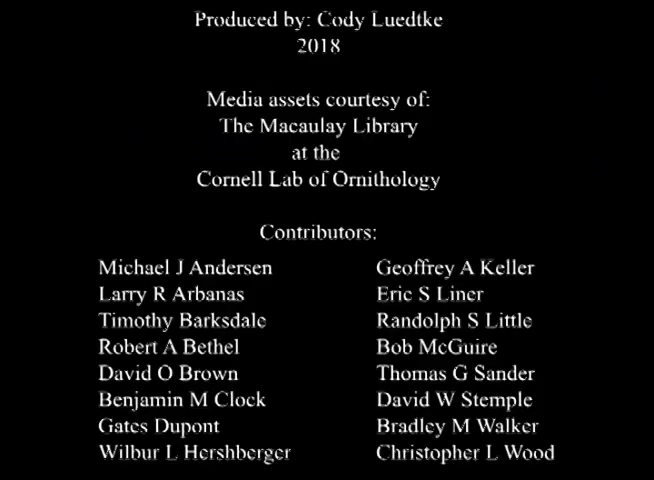 Produced by: Cody Luedtke
2018
Media assets courtesy of:
The Macaulay Library
at the
Cornell Lab of Ornithology
Contributors:
Michael J Andersen
Larry R Arbanas
Timothy Barksdale
Robert A Bethel
David O Brown
Benjamin M Clock
Gates Dupont
Wilbur L Hershberger
Geoffrey A Keller
Eric S Liner
Randolph S Little
Bob McGuire
Thomas G Sander
David W Stemple
Bradley M Walker
Christopher L Wood